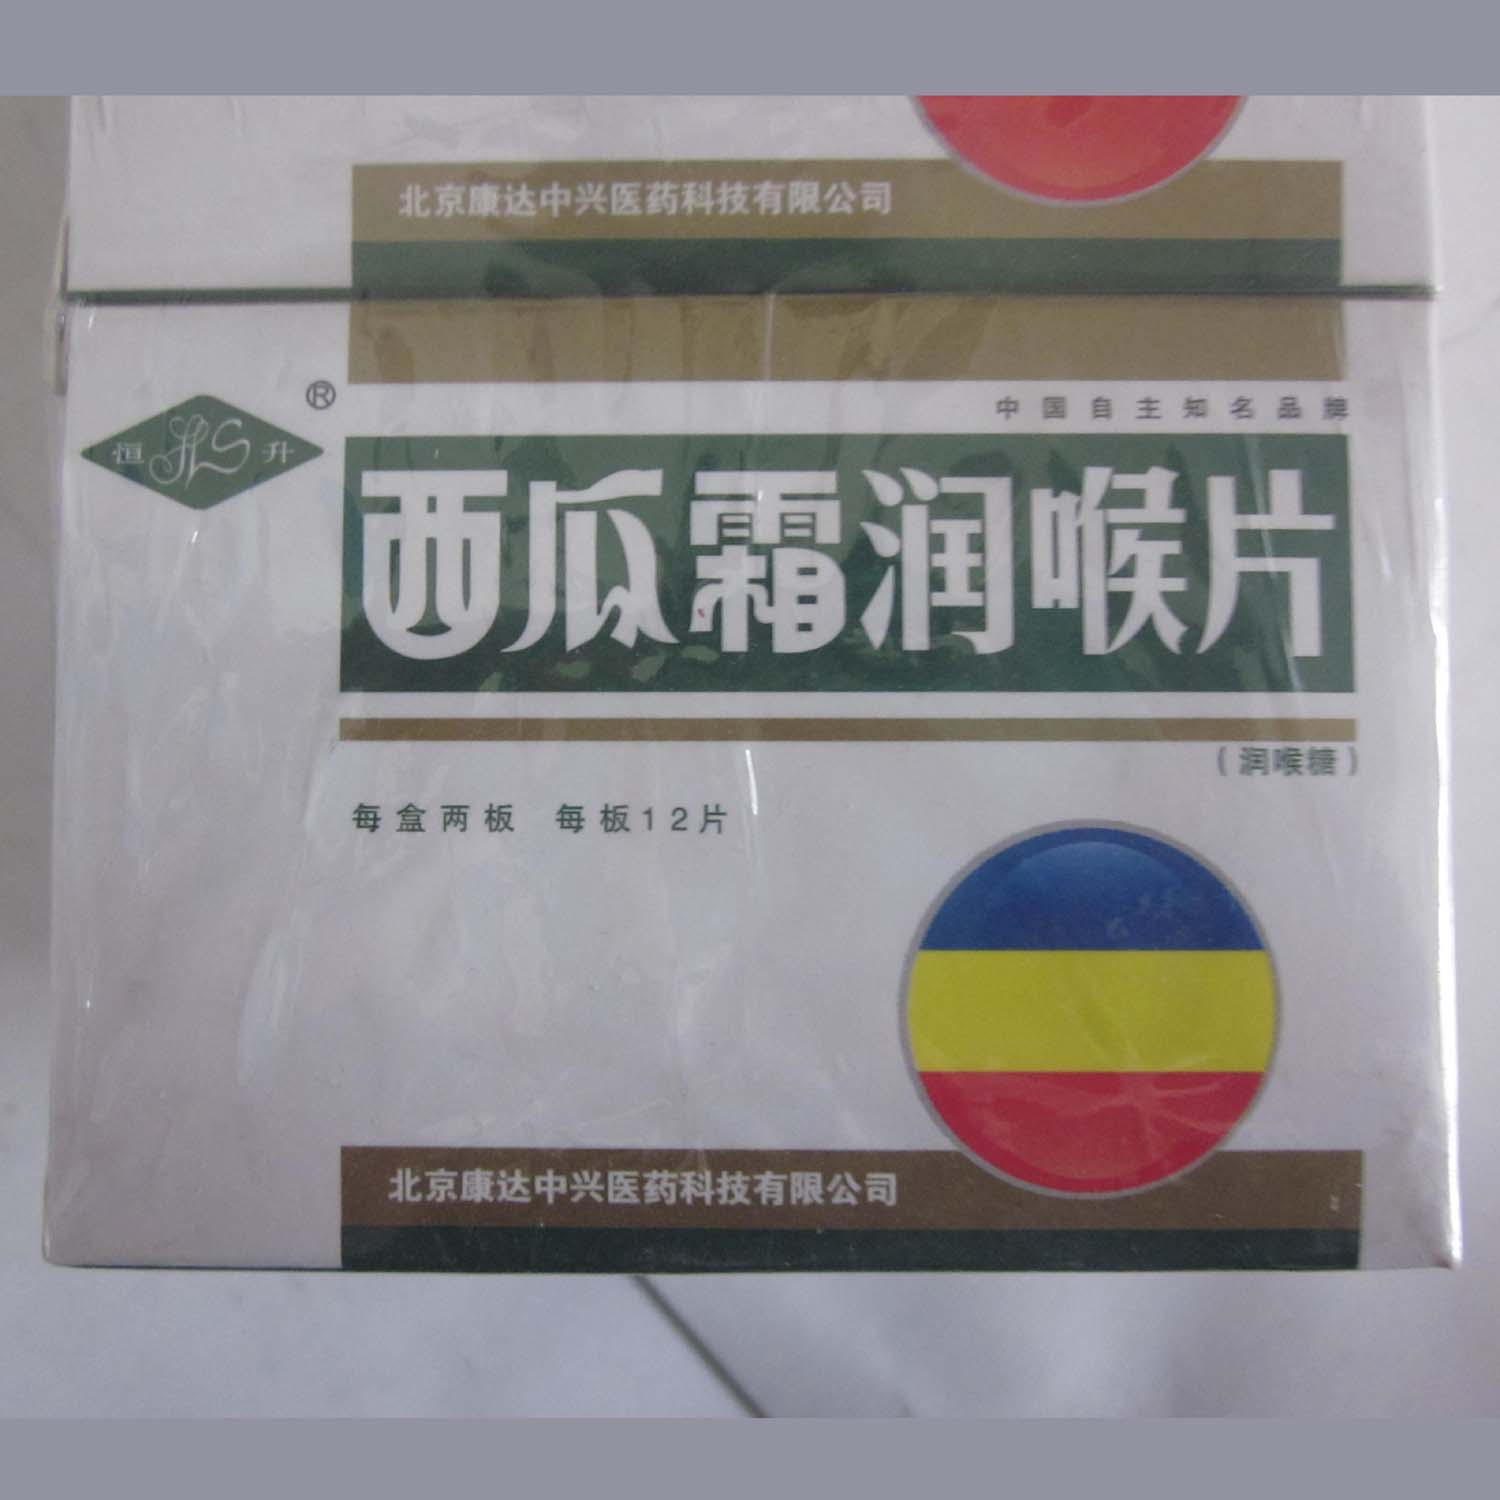 北京康达中兴医药科技有限公司
恒 HLS 升 ®
中国自主知名品牌
西瓜霜润喉片
(润喉糖)
每盒两板 每板12片
北京康达中兴医药科技有限公司